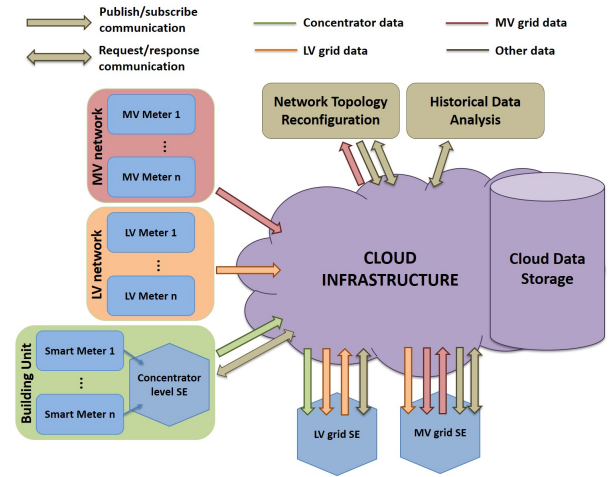 Publish/subscribe
communication
Request/response
communication
Concentrator data
LV grid data
MV grid data
Other data
MV network
MV Meter 1
...
MV Meter n
LV network
LV Meter 1
...
LV Meter n
Building Unit
Smart Meter 1
...
Smart Meter n
Concentrator
level SE
Network Topology
Reconfiguration
Historical Data
Analysis
CLOUD
INFRASTRUCTURE
Cloud Data
Storage
LV grid SE
MV grid SE